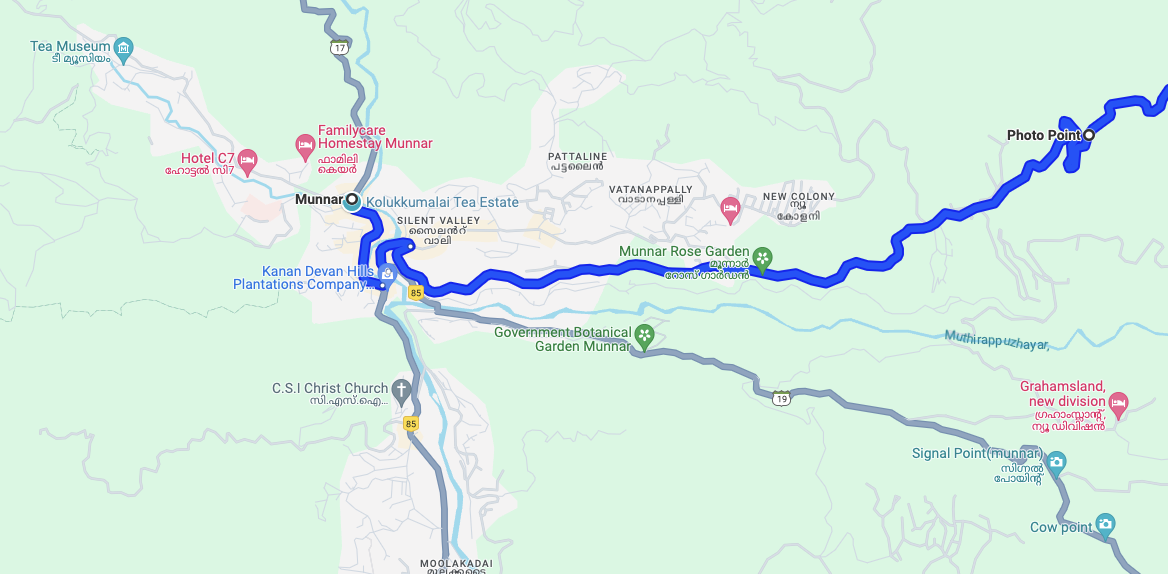 17
Tea Museum
ടീ മ്യൂസിയം
Familycare
Homestay Munnar
ഫാമിലി
കെയർ
Hotel C7
ഹോട്ടൽ സി7
Photo Point
PATTALINE
പട്ടലൈൻ
VATANAPPALLY
വാടാനപ്പള്ളി
NEW COLONY
ന്യൂ
കോളനി
Munnar
Kolukkumalai Tea Estate
SILENT VALLEY
സൈലൻറ്
വാലി
Munnar Rose Garden
മൂന്നാർ
റോസ് ഗാർഡൻ
Kanan Devan Hills
Plantations Company...
85
Government Botanical
Garden Munnar
Muthirappuzhayar
C.S.I Christ Church
സി.എസ്.ഐ...
19
85
Grahamsland,
new division
ഗ്രഹാംസ്ലാന്റ്,
ന്യൂ ഡിവിഷൻ
Signal Point(munnar)
സിഗ്നൽ
പോയിന്റ്
Cow point
MOOLAKADAI